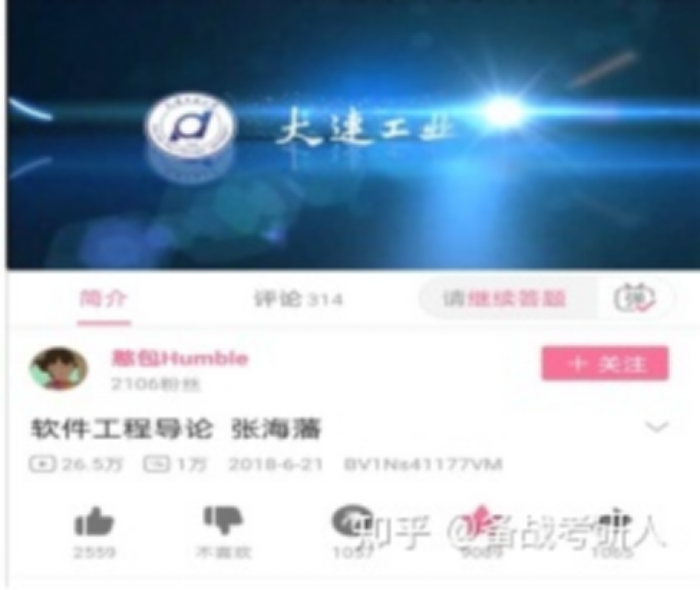 大连工业
简介 评论 314 请继续答题 弹
憨包Humble
2106粉丝
+ 关注
软件工程导论 张海藩
26.5万 1万 2018-6-21 BV1Ns41177VM
2559 不喜欢 1057 9089 1065
知乎 @备战考研人